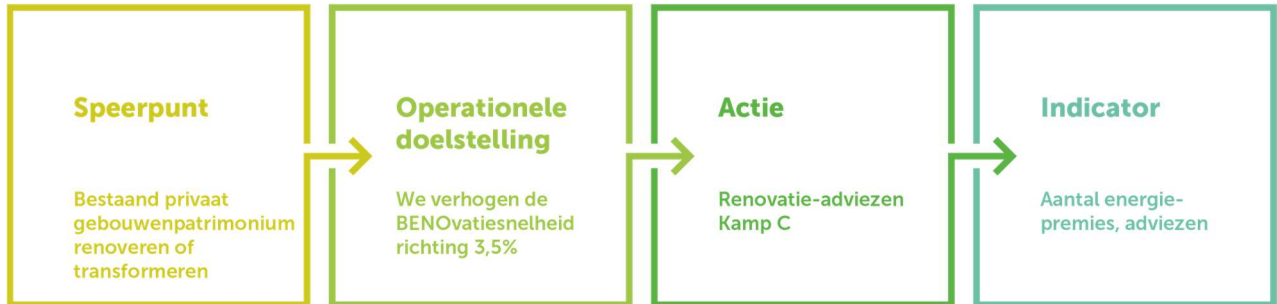 Speerpunt
Bestaand privaat
gebouwenpatrimonium
renoveren of
transformeren
Operationele
doelstelling
We verhogen de
BENOvatiesnelheid
richting 3,5%
Actie
Renovatie-adviezen
Kamp C
Indicator
Aantal energie-
premies, adviezen